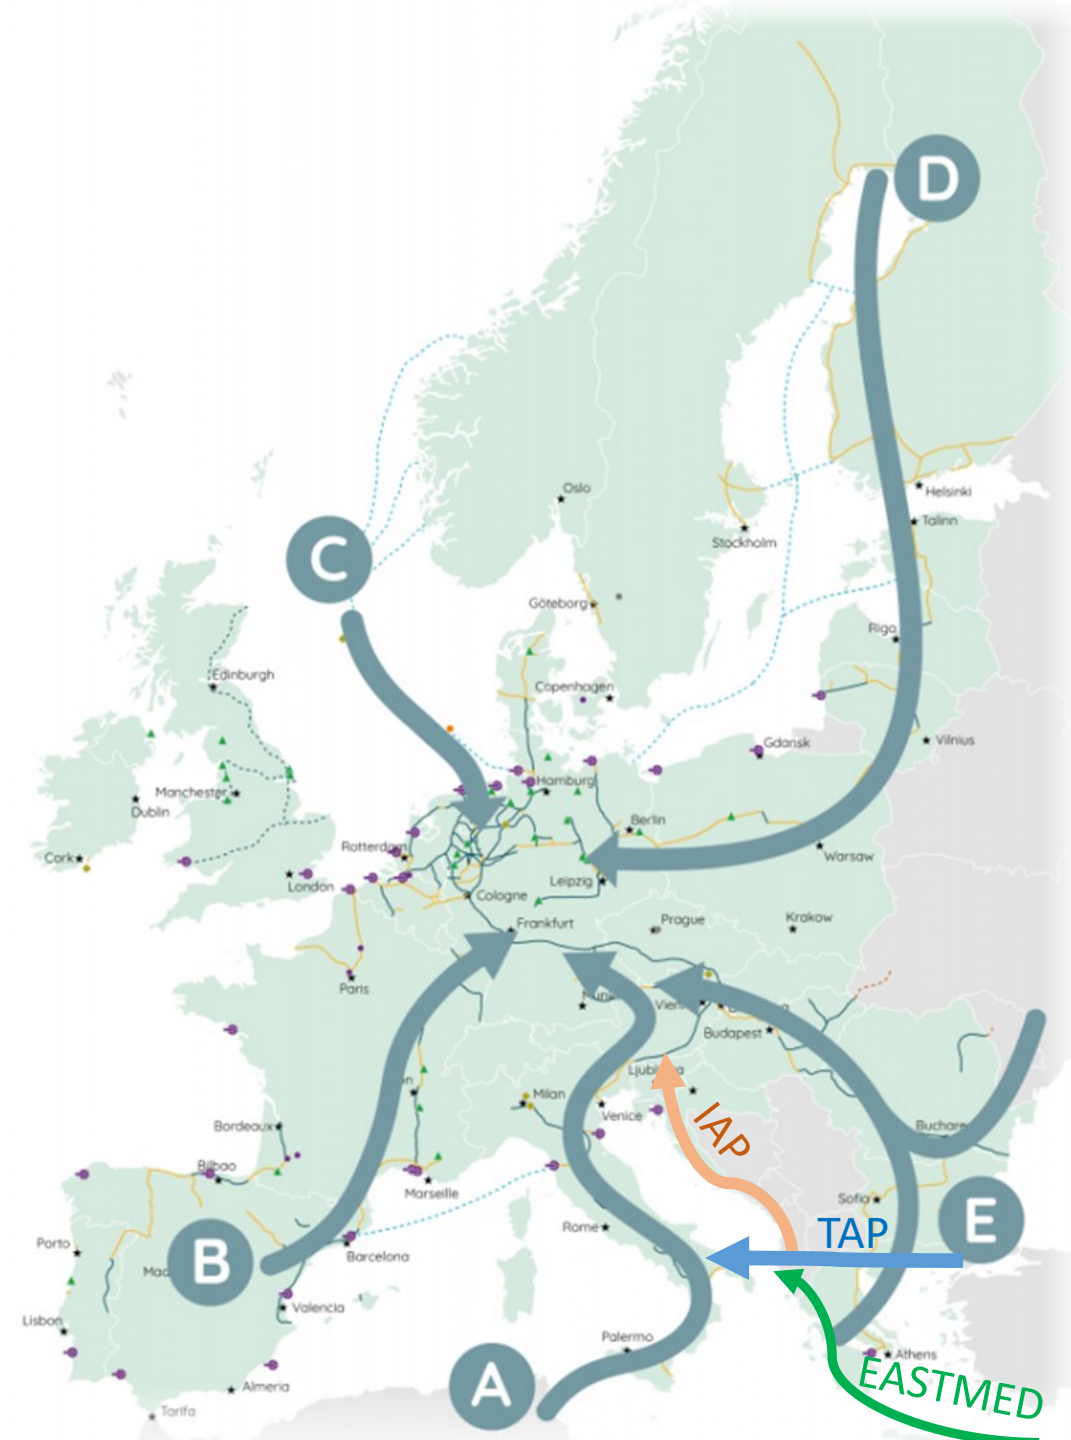 D
Helsinki
Talinn
Oslo
Stockholm
C
Göteborg
Riga
Edinburgh
Copenhagen
Vilnius
Gdansk
Hamburg
Manchester
Dublin
Berlin
Rotterdam
Warsaw
Cork
London
Leipzig
Cologne
Frankfurt
Prague
Krakow
Paris
Budapest
Milan
Venice
IAP
Bordeaux
Bilbao
Marseille
Sofia
E
Rome
TAP
Porto
B
Barcelona
Valencia
Lisbon
Palermo
Athens
A
EASTMED
Almeria
Tarifa